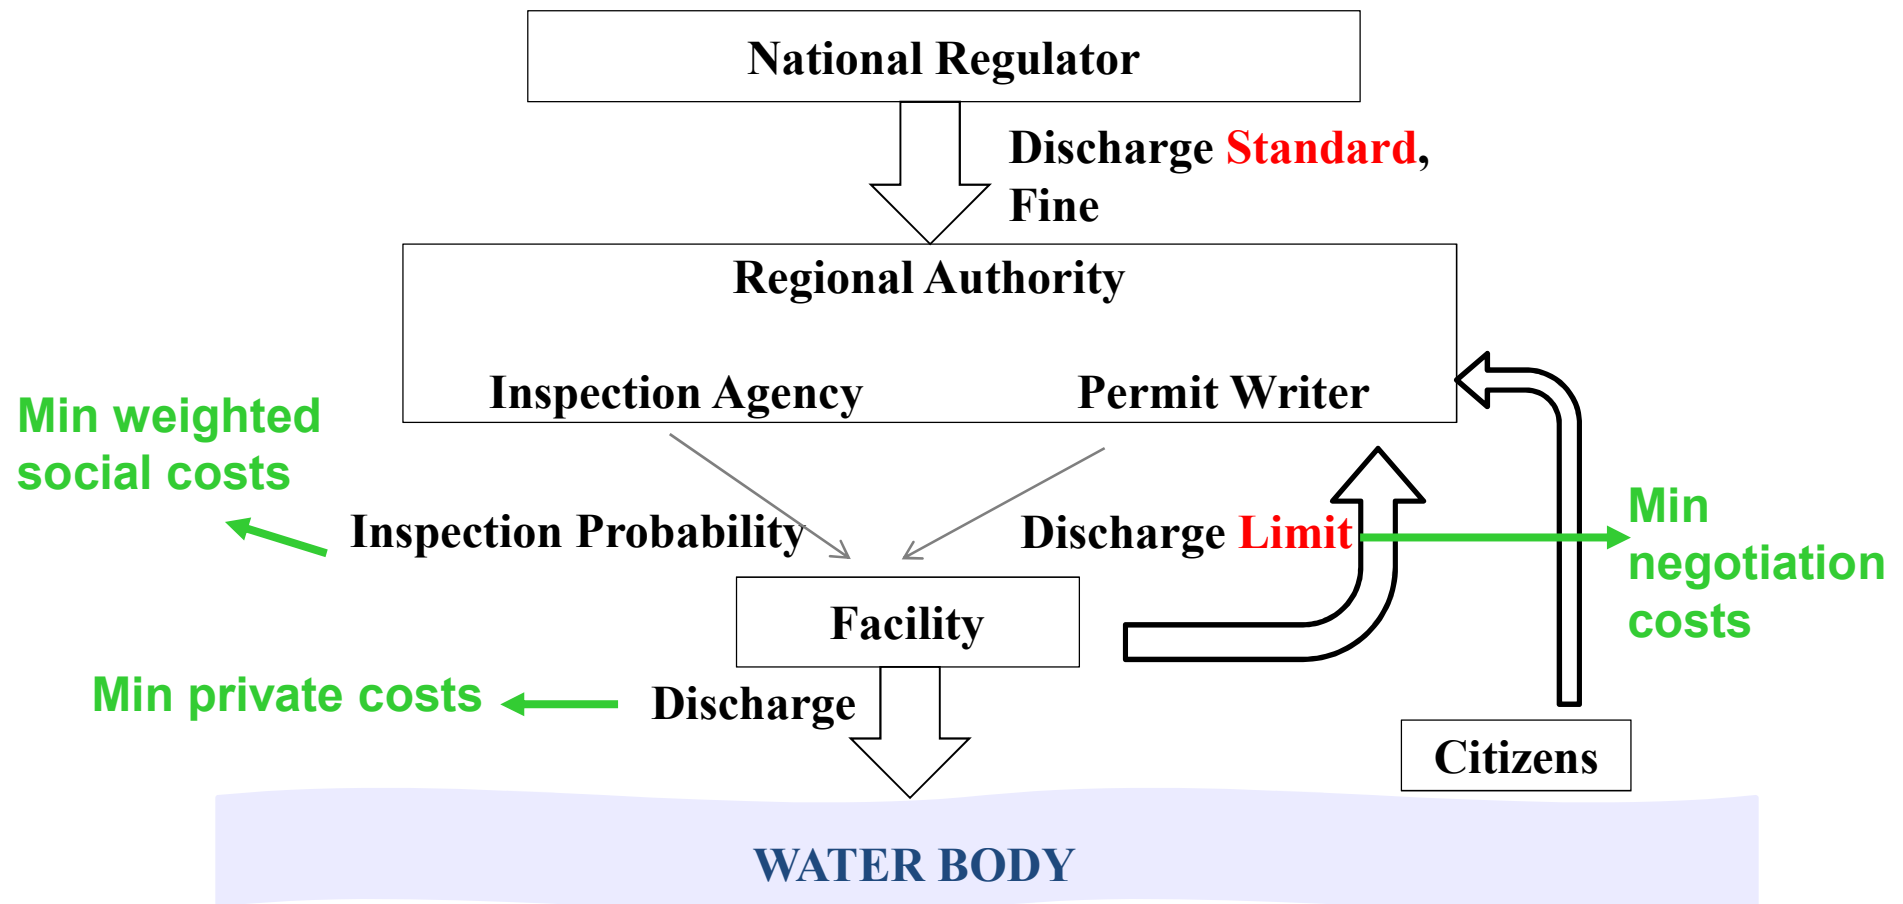 National Regulator
Discharge Standard,
Fine
Regional Authority
Inspection Agency
Permit Writer
Min weighted
social costs
Inspection Probability
Discharge Limit
Min
negotiation
costs
Facility
Min private costs
Discharge
Citizens
WATER BODY